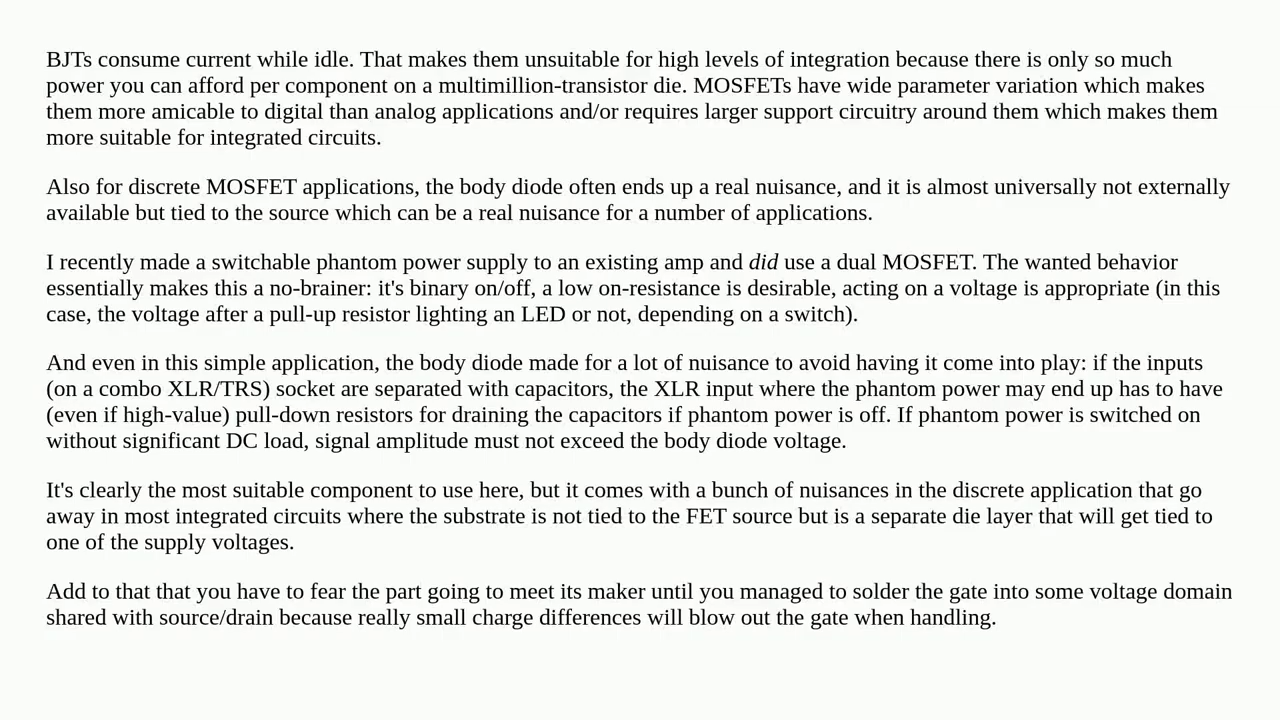 BJTs consume current while idle. That makes them unsuitable for high levels of integration because there is only so much
power you can afford per component on a multimillion-transistor die. MOSFETs have wide parameter variation which makes
them more amicable to digital than analog applications and/or requires larger support circuitry around them which makes them
more suitable for integrated circuits.
Also for discrete MOSFET applications, the body diode often ends up a real nuisance, and it is almost universally not externally
available but tied to the source which can be a real nuisance for a number of applications.
I recently made a switchable phantom power supply to an existing amp and did use a dual MOSFET. The wanted behavior
essentially makes this a no-brainer: it's binary on/off, a low on-resistance is desirable, acting on a voltage is appropriate (in this
case, the voltage after a pull-up resistor lighting an LED or not, depending on a switch).
And even in this simple application, the body diode made for a lot of nuisance to avoid having it come into play: if the inputs
(on a combo XLR/TRS) socket are separated with capacitors, the XLR input where the phantom power may end up has to have
(even if high-value) pull-down resistors for draining the capacitors if phantom power is off. If phantom power is switched on
without significant DC load, signal amplitude must not exceed the body diode voltage.
It's clearly the most suitable component to use here, but it comes with a bunch of nuisances in the discrete application that go
away in most integrated circuits where the substrate is not tied to the FET source but is a separate die layer that will get tied to
one of the supply voltages.
Add to that that you have to fear the part going to meet its maker until you managed to solder the gate into some voltage domain
shared with source/drain because really small charge differences will blow out the gate when handling.